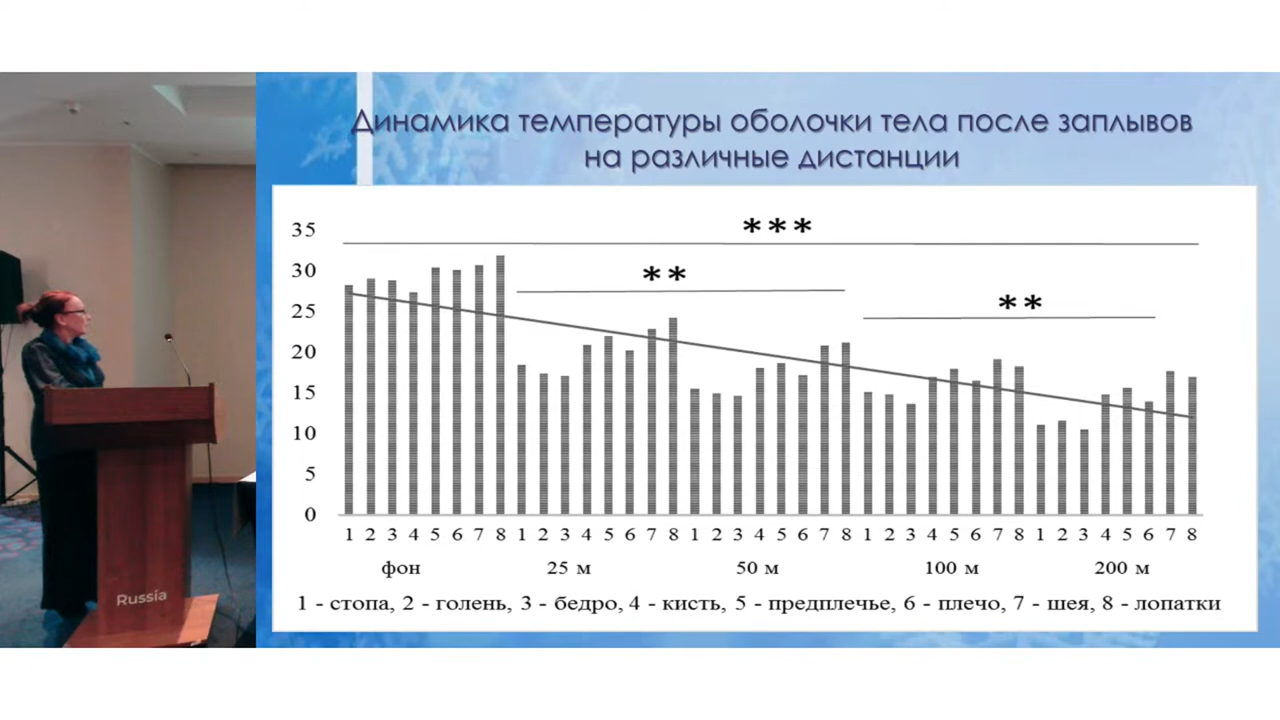 Динамика температуры оболочки тела после заплывов
на различные дистанции
35
***
30
**
25
**
20
15
10
5
0
1 2 3 4 5 6 7 8 1 2 3 4 5 6 7 8 1 2 3 4 5 6 7 8 1 2 3 4 5 6 7 8 1 2 3 4 5 6 7 8
фон 25 м 50 м 100 м 200 м
1 - стопа, 2 - голень, 3 - бедро, 4 - кисть, 5 - предплечье, 6 - плечо, 7 - шея, 8 - лопатки
Russia